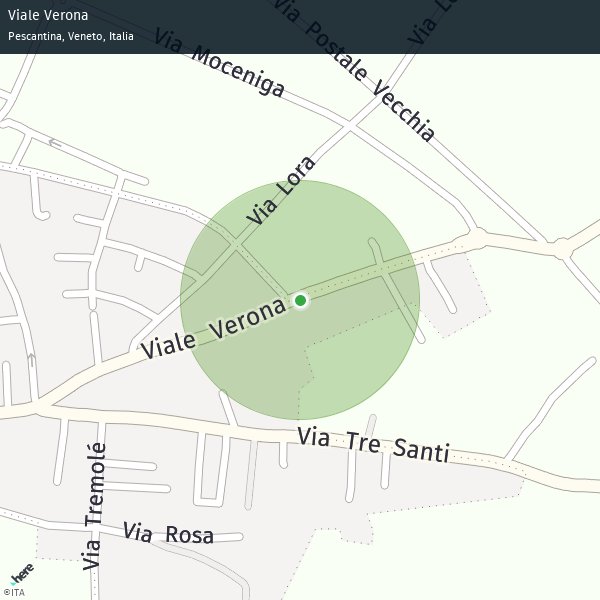 Viale Verona
Pescantina, Veneto, Italia
Via Postale Vecchia
Via Lo
Via Moceniga
Via Lora
Viale Verona
Via Tre Santi
Via Tremolé
Via Rosa
here
©ITA